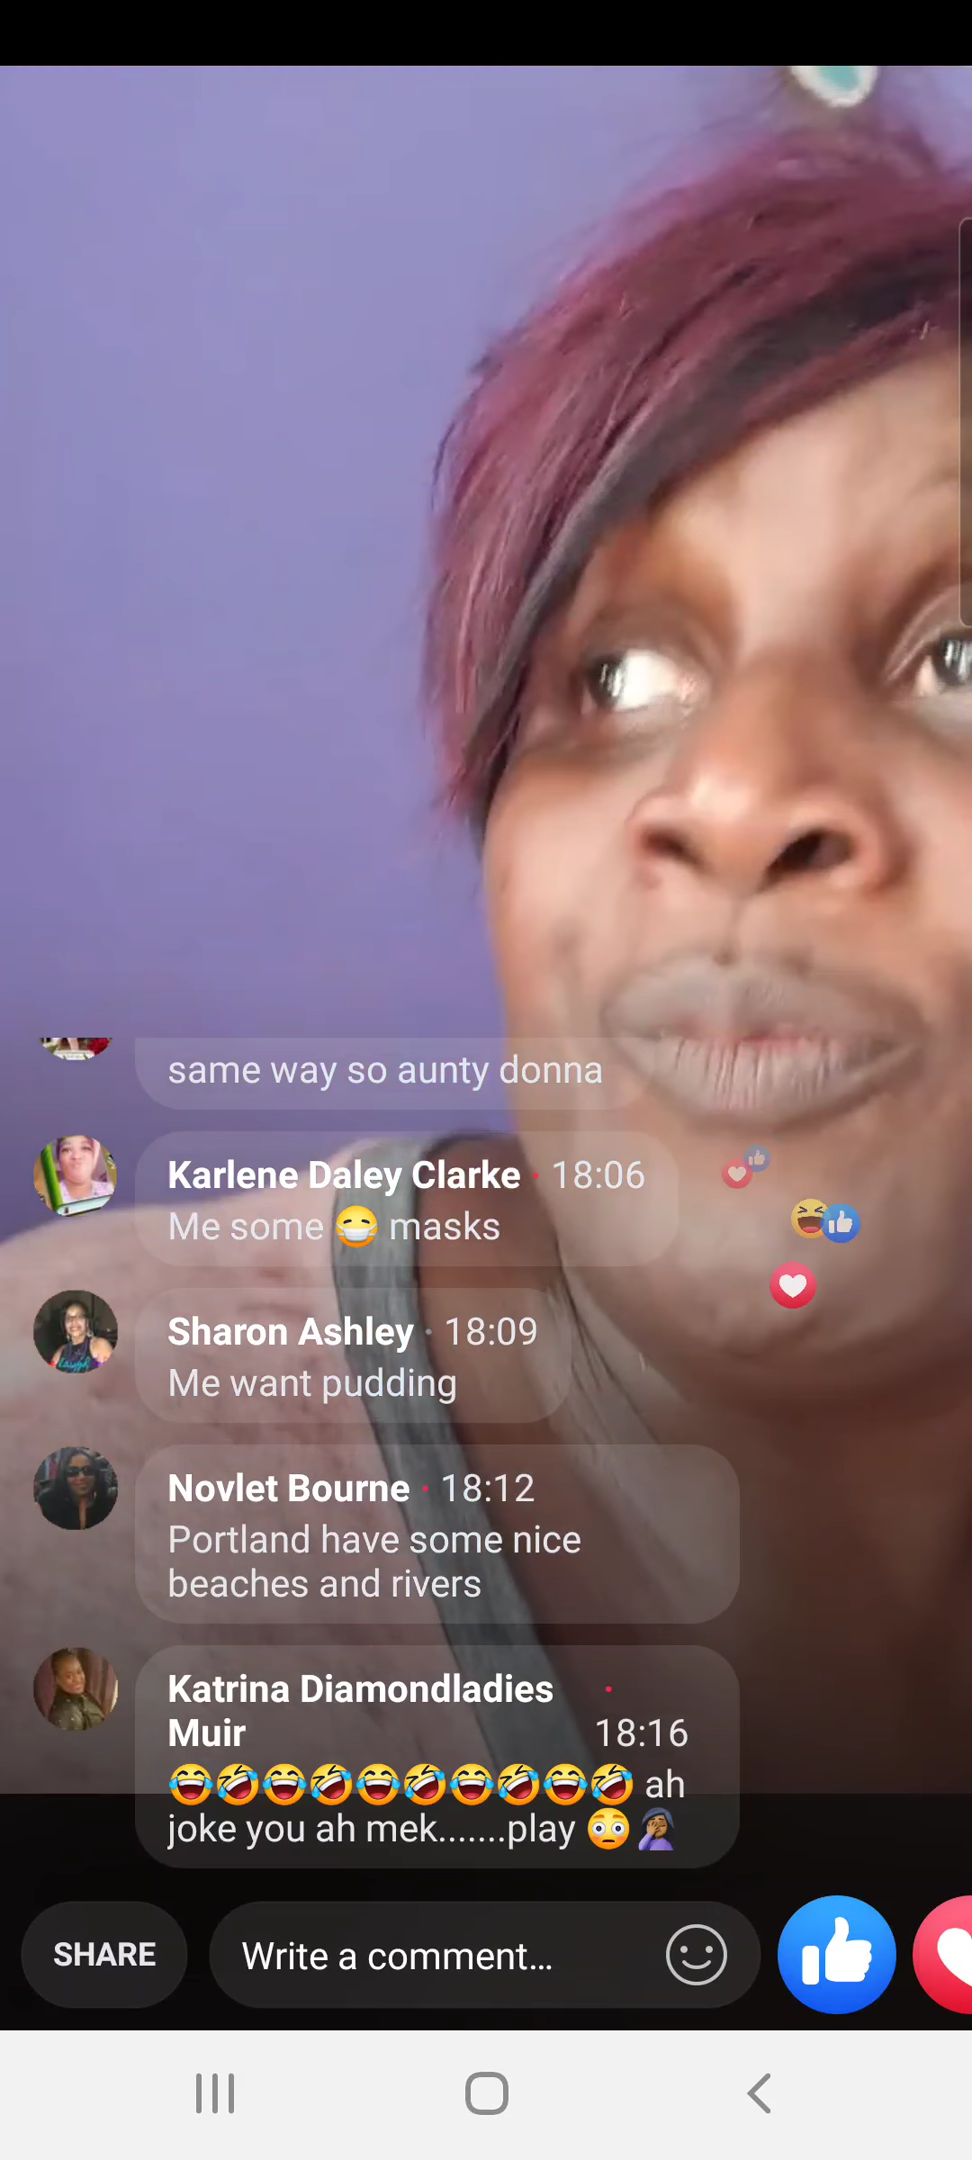 same way so aunty donna
Karlene Daley Clarke · 18:06
Me some 😷 masks
Sharon Ashley · 18:09
Me want pudding
Novlet Bourne · 18:12
Portland have some nice
beaches and rivers
Katrina Diamondladies ·
Muir 18:16
😂🤣😂🤣😂🤣😂🤣😂🤣 ah
joke you ah mek.......play 😳🤦🏾‍♀️
SHARE
Write a comment...